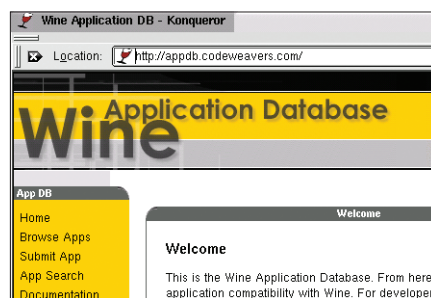 Wine Application DB - Konqueror
Location: http://appdb.codeweavers.com/
Wine Application Database
App DB
Home
Browse Apps
Submit App
App Search
Documentation
Welcome
Welcome
This is the Wine Application Database. From here
application compatibility with Wine. For developer